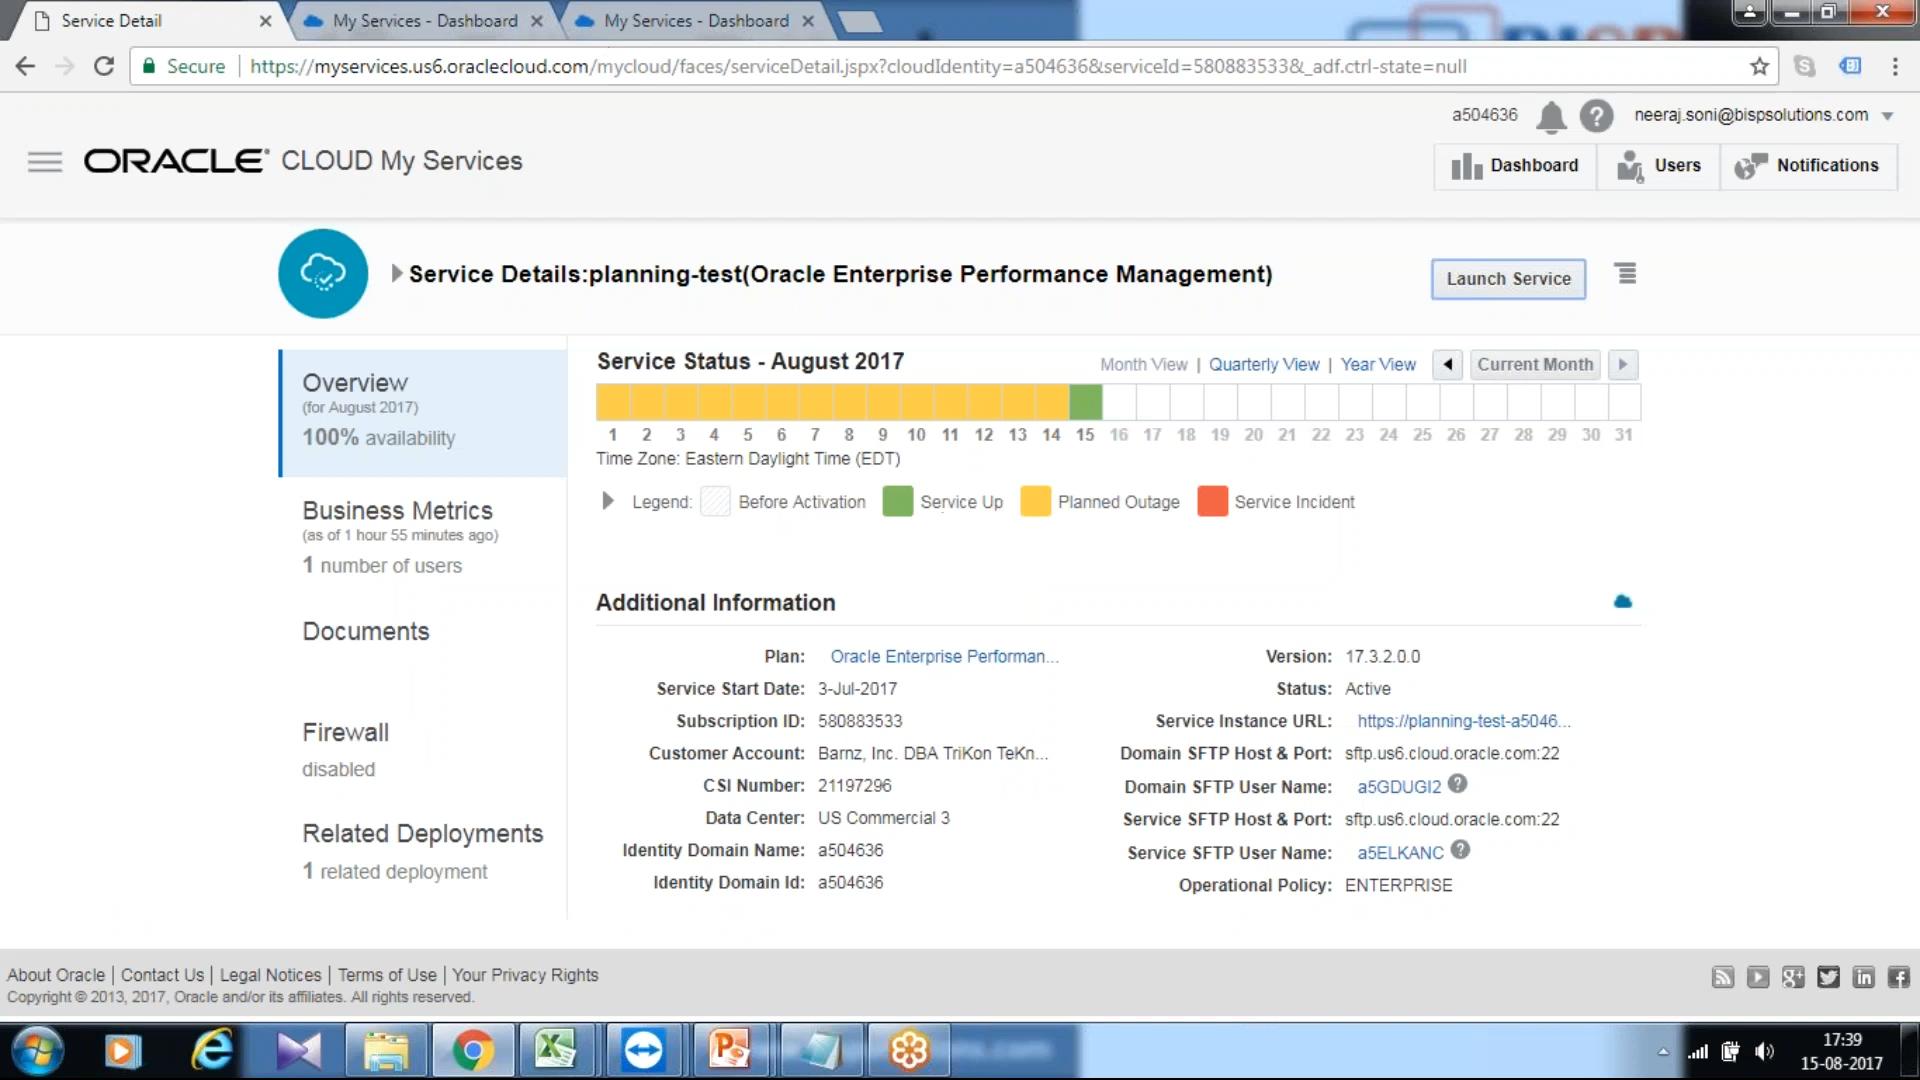 Service Detail
My Services - Dashboard
My Services - Dashboard
Secure
https://myservices.us6.oraclecloud.com/mycloud/faces/serviceDetail.jspx?cloudIdentity=a504636&serviceId=580883533&_adf.ctrl-state=null
a504636
neeraj.soni@bispsolutions.com
ORACLE CLOUD My Services
Dashboard
Users
Notifications
Service Details:planning-test(Oracle Enterprise Performance Management)
Launch Service
Overview
(for August 2017)
100% availability
Business Metrics
(as of 1 hour 55 minutes ago)
1 number of users
Documents
Firewall
disabled
Related Deployments
1 related deployment
Service Status - August 2017
Month View | Quarterly View | Year View
Current Month
1 2 3 4 5 6 7 8 9 10 11 12 13 14 15 16 17 18 19 20 21 22 23 24 25 26 27 28 29 30 31
Time Zone: Eastern Daylight Time (EDT)
Legend: Before Activation Service Up Planned Outage Service Incident
Additional Information
Plan: Oracle Enterprise Performan...
Service Start Date: 3-Jul-2017
Subscription ID: 580883533
Customer Account: Barnz, Inc. DBA TriKon TeKn...
CSI Number: 21197296
Data Center: US Commercial 3
Identity Domain Name: a504636
Identity Domain Id: a504636
Version: 17.3.2.0.0
Status: Active
Service Instance URL: https://planning-test-a5046...
Domain SFTP Host & Port: sftp.us6.cloud.oracle.com:22
Domain SFTP User Name: a5GDUGI2
Service SFTP Host & Port: sftp.us6.cloud.oracle.com:22
Service SFTP User Name: a5ELKANC
Operational Policy: ENTERPRISE
About Oracle | Contact Us | Legal Notices | Terms of Use | Your Privacy Rights
Copyright © 2013, 2017, Oracle and/or its affiliates. All rights reserved.
17:39
15-08-2017